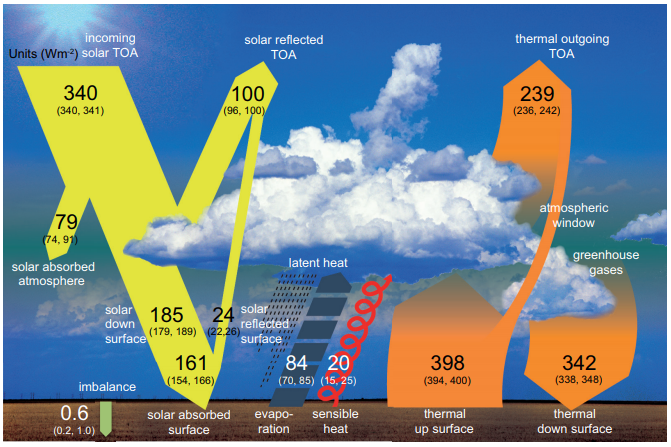 incoming
solar TOA
Units (Wm-2)
340
(340, 341)
solar reflected
TOA
100
(96, 100)
thermal outgoing
TOA
239
(236, 242)
79
(74, 91)
solar absorbed
atmosphere
atmospheric
window
greenhouse
gases
latent heat
solar
down
surface
185
(179, 189)
24
(22,26)
solar
reflected
surface
161
(154, 166)
84
(70, 85)
20
(15, 25)
398
(394, 400)
342
(338, 348)
imbalance
0.6
(0.2, 1.0)
solar absorbed
surface
evapo-
ration
sensible
heat
thermal
up surface
thermal
down surface